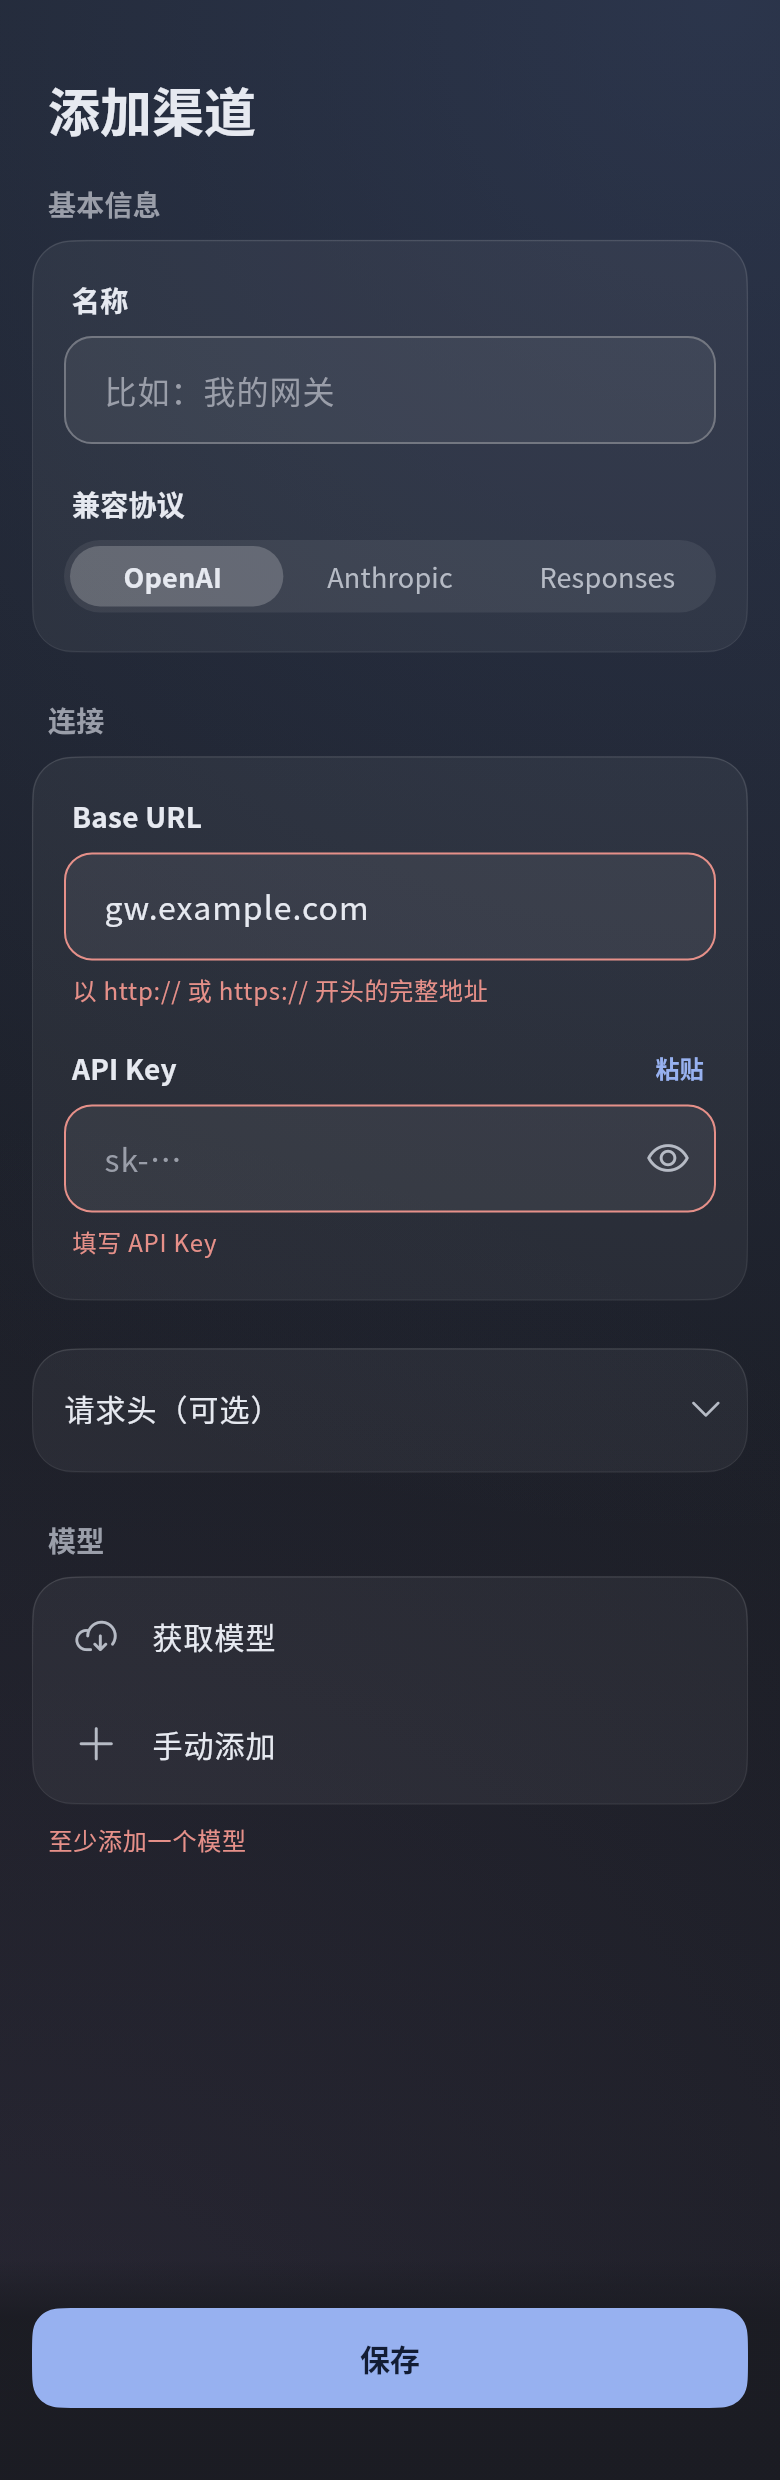 添加渠道
基本信息
名称
比如：我的网关
兼容协议
OpenAI Anthropic Responses
连接
Base URL
gw.example.com
以 http:// 或 https:// 开头的完整地址
API Key 粘贴
sk-…
填写 API Key
请求头（可选）
模型
获取模型
手动添加
至少添加一个模型
保存